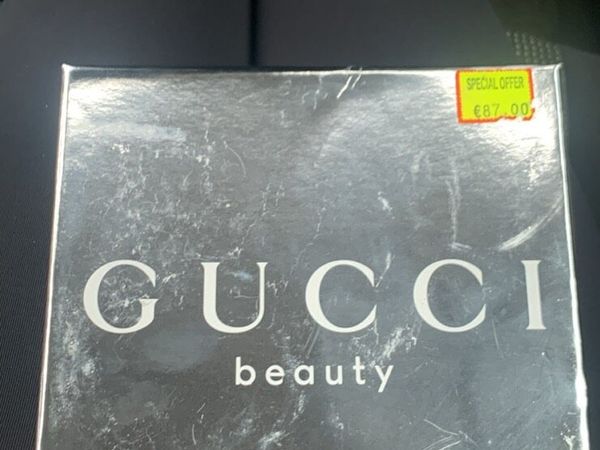 SPECIAL OFFER
€87.00
GUCCI
beauty